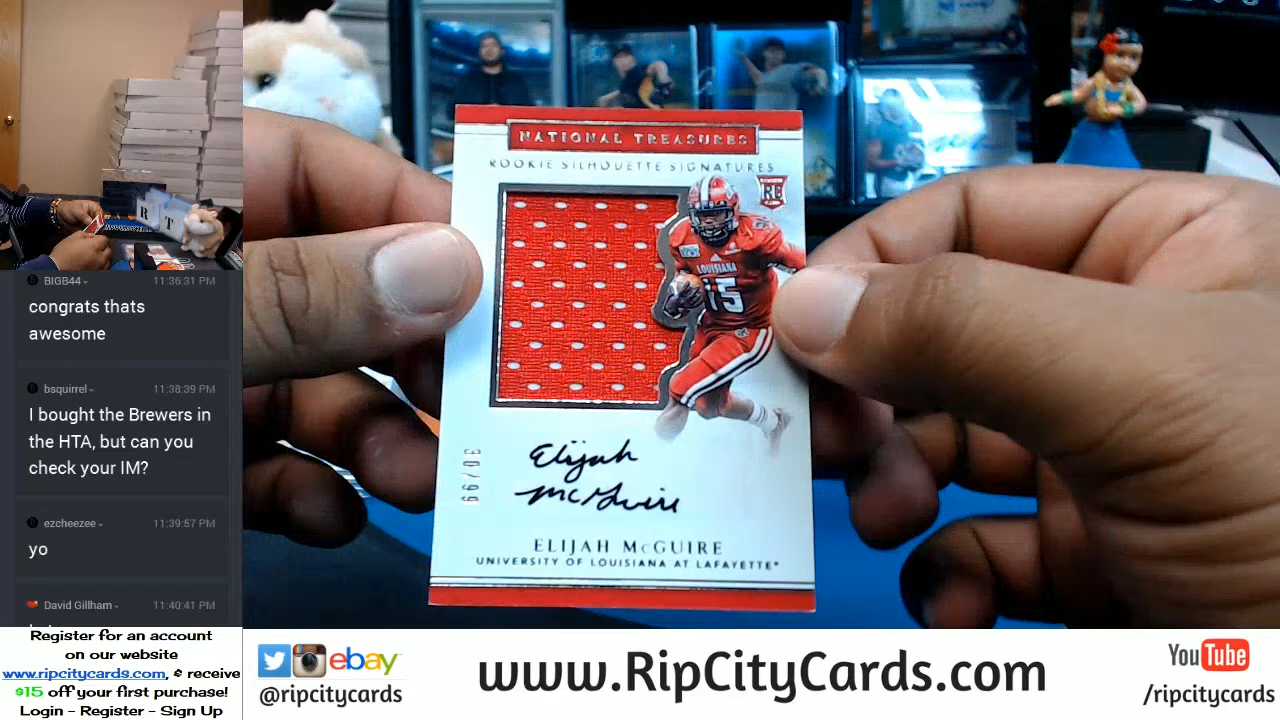 BIGB44
11:36:31 PM
congrats thats
awesome
bsquirrel
11:38:39 PM
I bought the Brewers in
the HTA, but can you
check your IM?
ezcheezee
11:39:57 PM
yo
David Gillham
11:40:41 PM
Register for an account
on our website
www.ripcitycards.com, & receive
$15 off your first purchase!
Login - Register - Sign Up
R T
NATIONAL TREASURES
ROOKIE SILHOUETTE SIGNATURES
RC
LOUISIANA
15
30/99
Elijah
McGuire
ELIJAH McGUIRE
UNIVERSITY OF LOUISIANA AT LAFAYETTE*
ebay
@ripcitycards
www.RipCityCards.com
YouTube
/ripcitycards